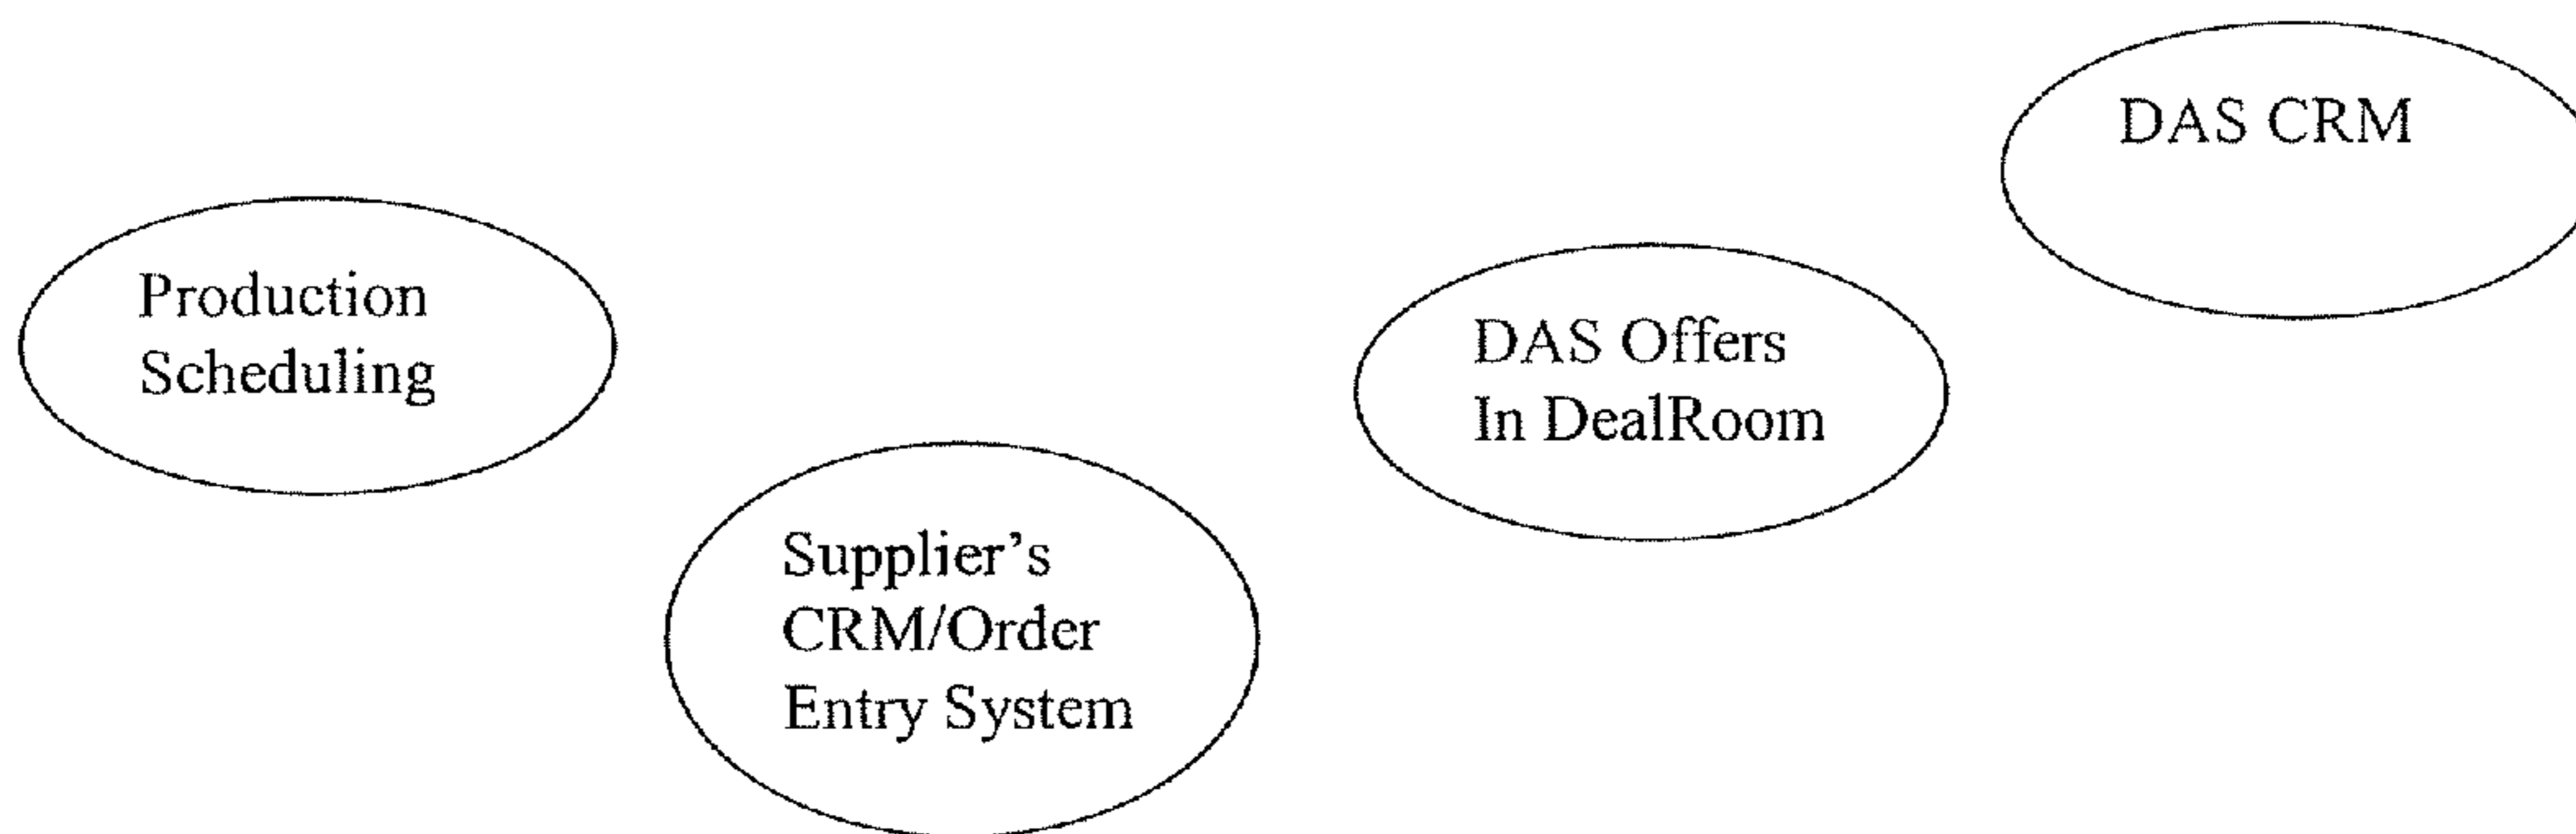 Production
Scheduling
Supplier’s
CRM/Order
Entry System
DAS Offers
In DealRoom
DAS CRM